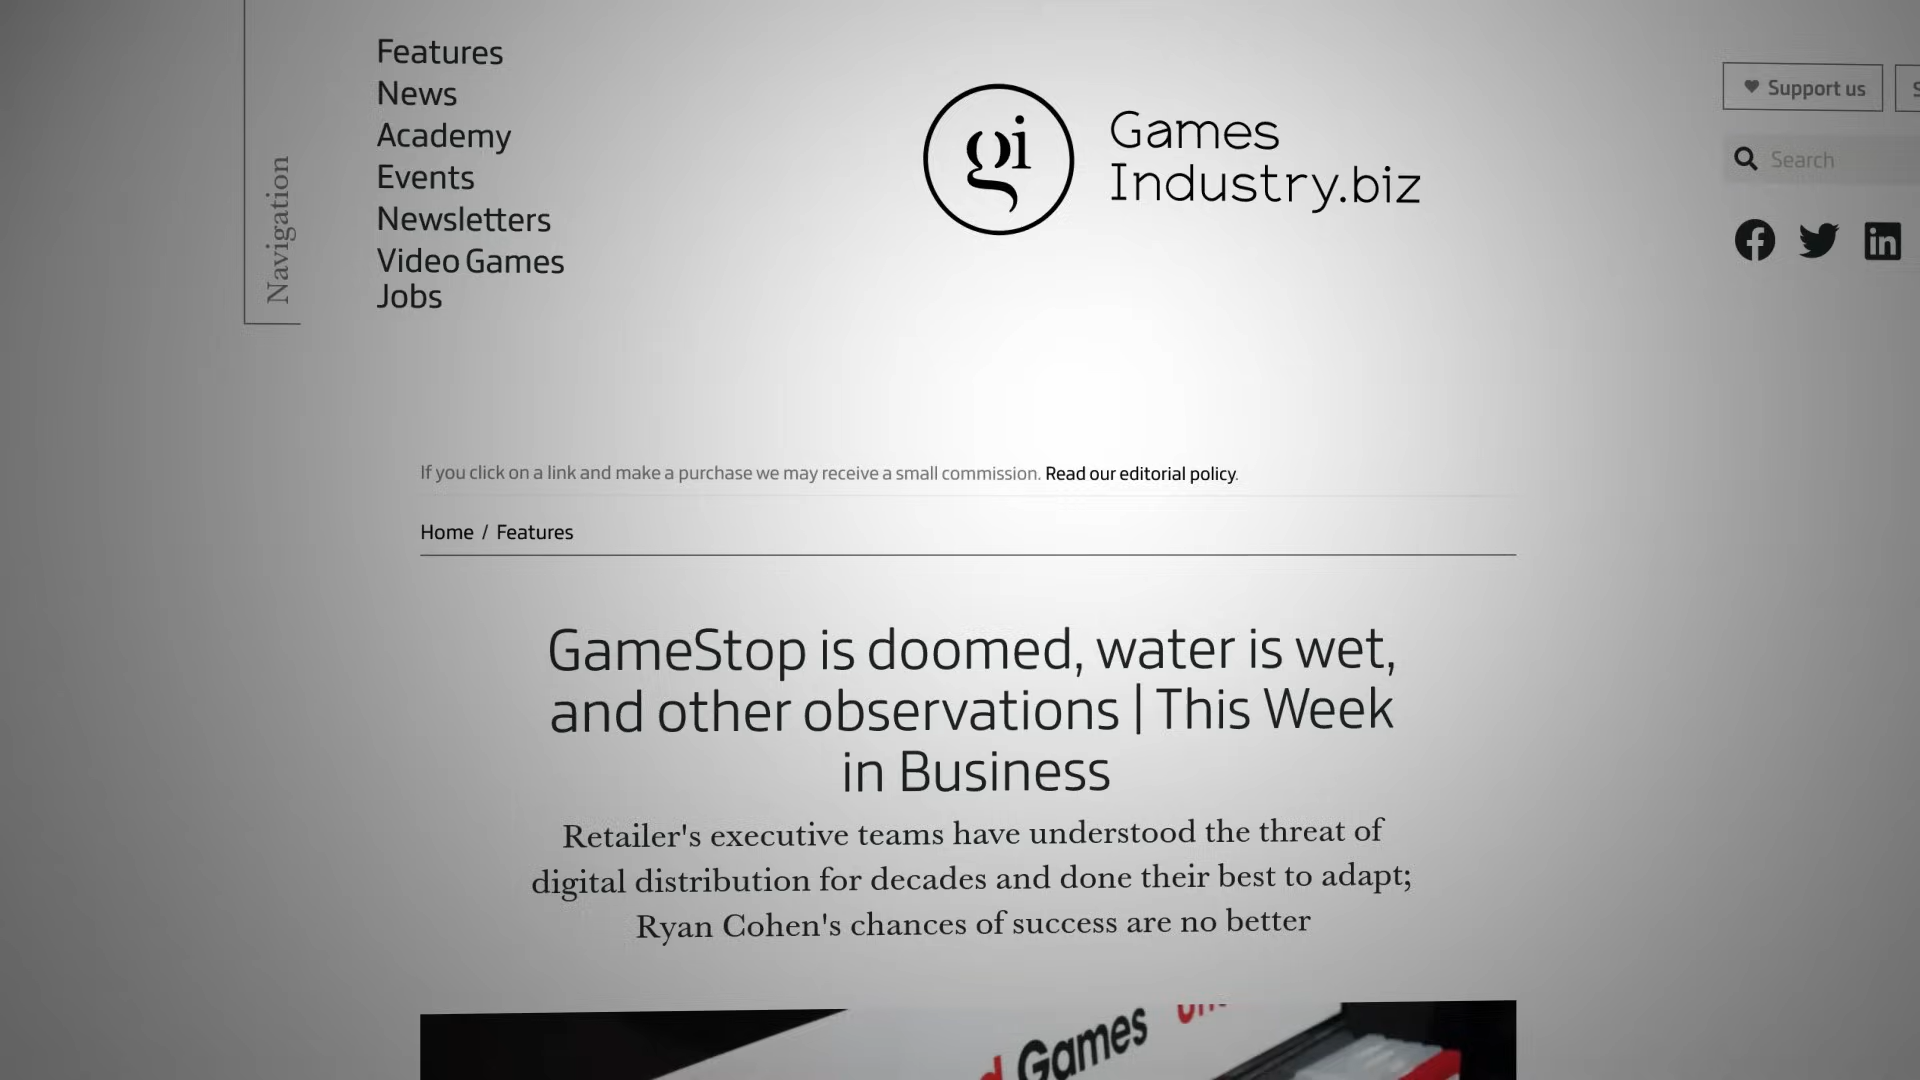 Navigation
Features
News
Academy
Events
Newsletters
Video Games
Jobs
gi
Games
Industry.biz
Support us
Search
If you click on a link and make a purchase we may receive a small commission. Read our editorial policy.
Home / Features
GameStop is doomed, water is wet,
and other observations | This Week
in Business
Retailer's executive teams have understood the threat of
digital distribution for decades and done their best to adapt;
Ryan Cohen's chances of success are no better
Games